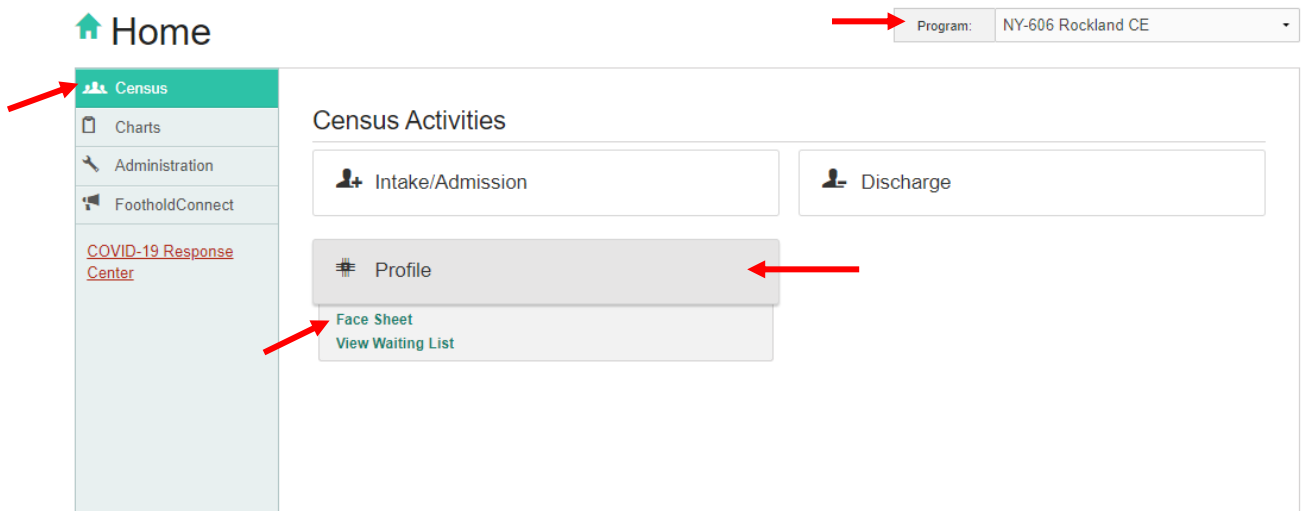 Home
Program: NY-606 Rockland CE
Census
Charts
Administration
FootholdConnect
COVID-19 Response
Center
Census Activities
Intake/Admission
Discharge
Profile
Face Sheet
View Waiting List